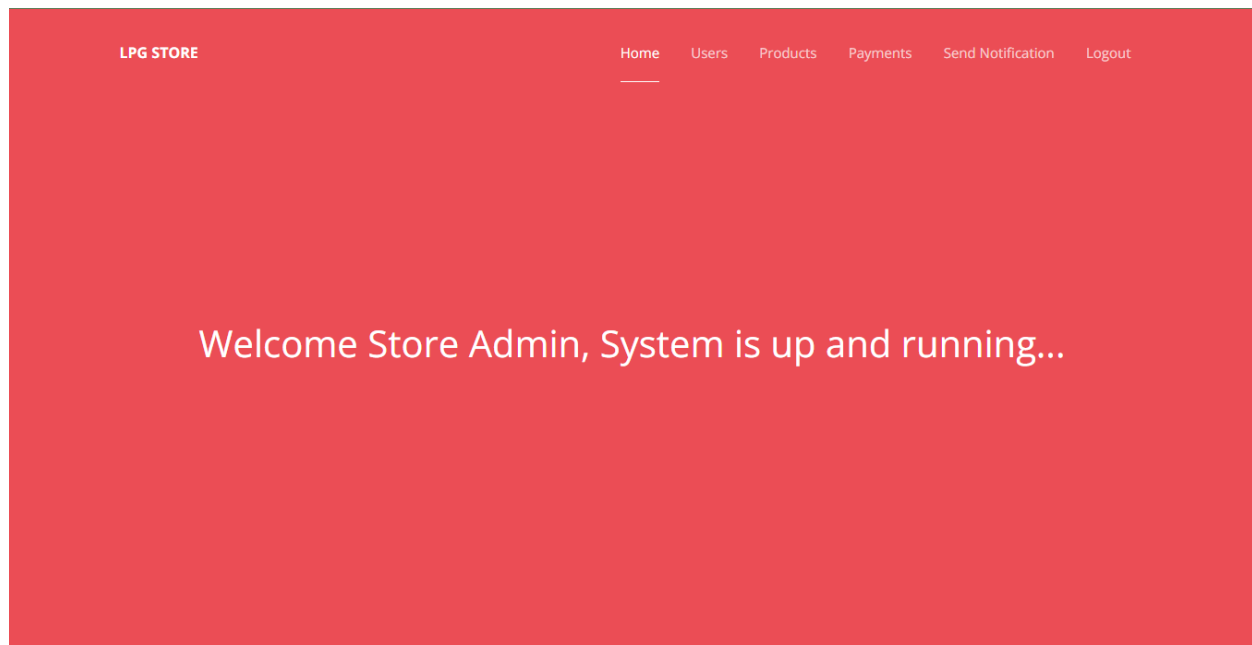 LPG STORE Home Users Products Payments Send Notification Logout
Welcome Store Admin, System is up and running...